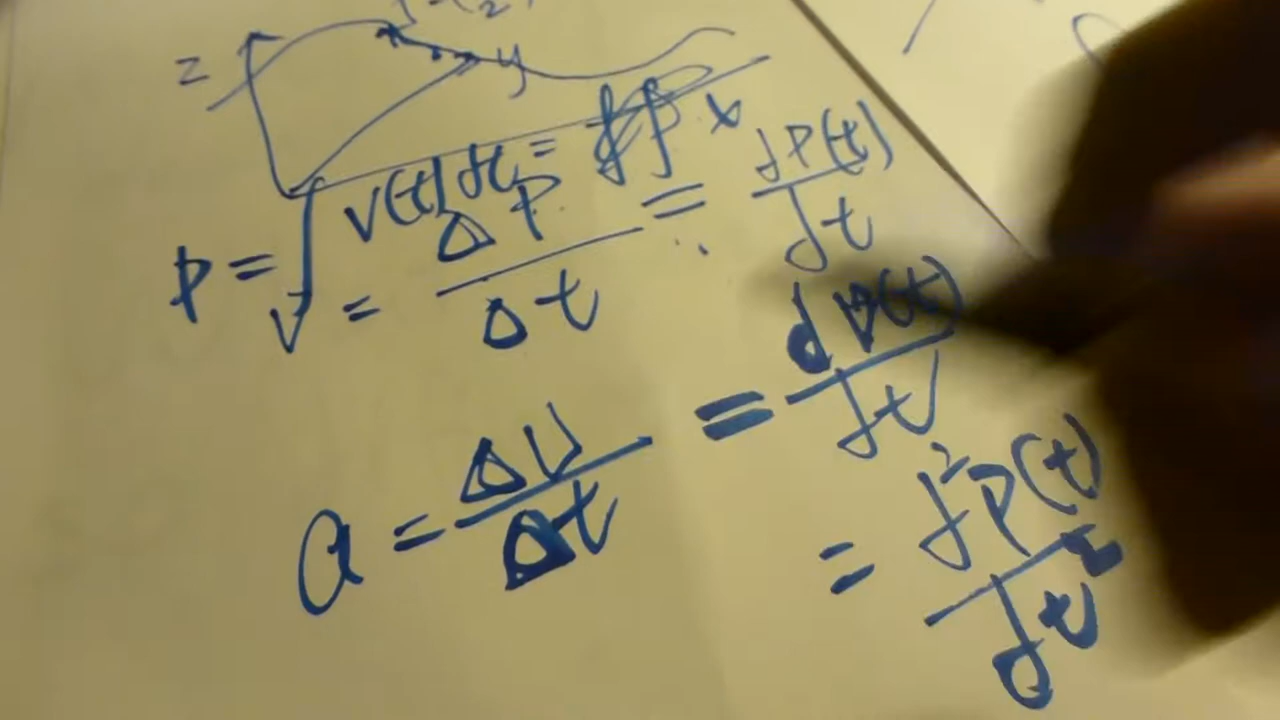 z
y
x
P = ∫ v(t) dt =
V = ΔP / Δt = dP(t) / dt
a = ΔV / Δt = dV(t) / dt
= d²P(t) / dt²